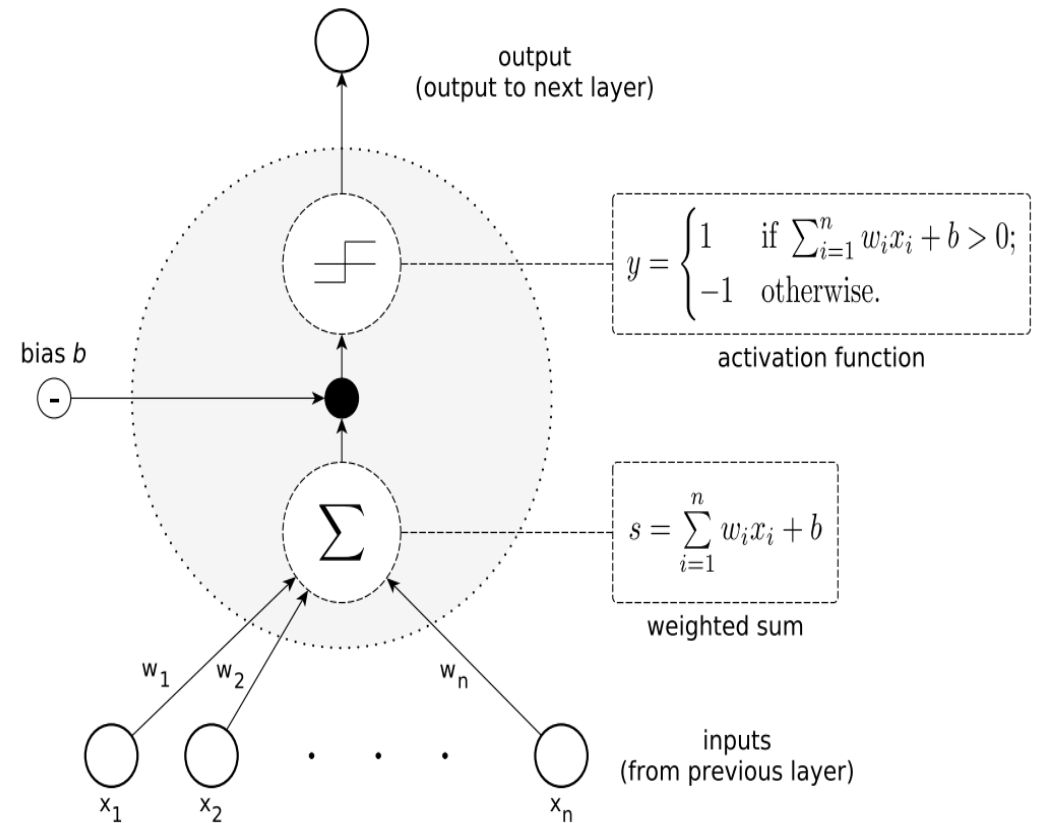 output
(output to next layer)
y = { 1 if ∑_{i=1}^{n} w_i x_i + b > 0;
−1 otherwise.
activation function
bias b
-
∑
s = ∑_{i=1}^{n} w_i x_i + b
weighted sum
w_1 w_2 w_n
inputs
(from previous layer)
x_1 x_2 . . . x_n